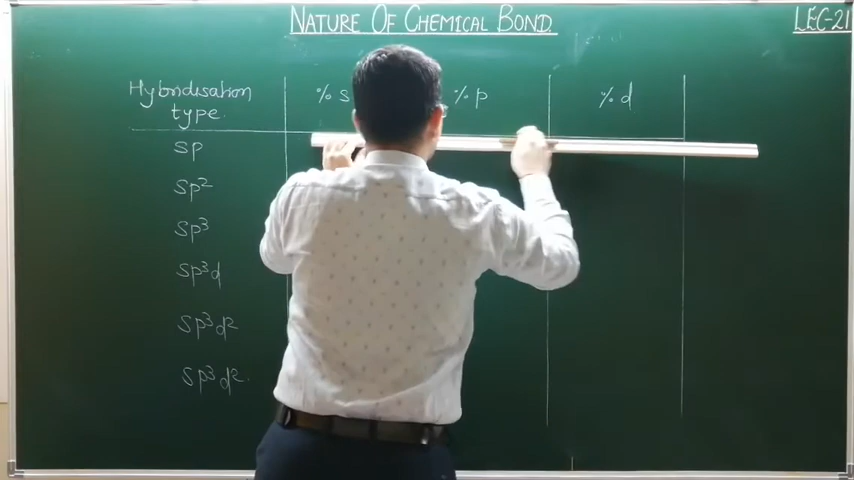 NATURE OF CHEMICAL BOND
LEC-21
Hybridisation type % s % p % d
sp
sp²
sp³
sp³d
sp³d²
sp³d²